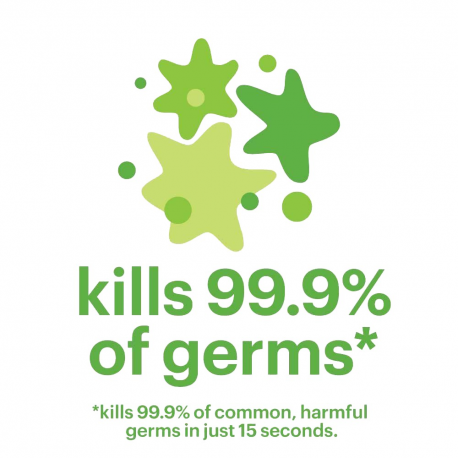 kills 99.9%
of germs*
*kills 99.9% of common, harmful
germs in just 15 seconds.